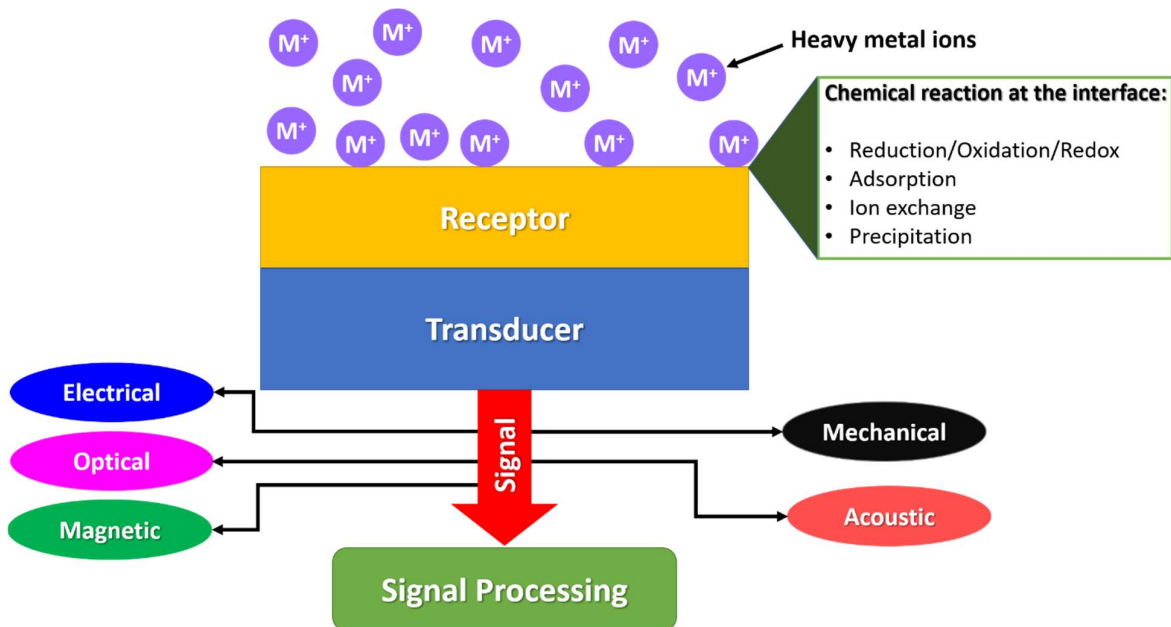 M⁺
M⁺
M⁺
M⁺
Heavy metal ions
M⁺
M⁺
M⁺
Chemical reaction at the interface:
M⁺
M⁺
M⁺
M⁺
M⁺
M⁺
• Reduction/Oxidation/Redox
• Adsorption
• Ion exchange
• Precipitation
Receptor
Transducer
Electrical
Signal
Mechanical
Optical
Magnetic
Acoustic
Signal Processing